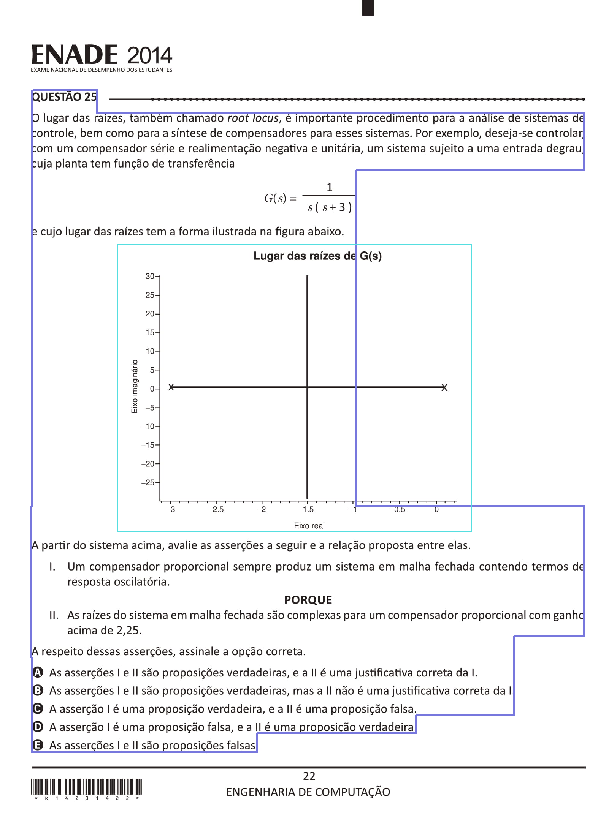 ENADE 2014
EXAME NACIONAL DE DESEMPENHO DOS ESTUDANTES
QUESTÃO 25
O lugar das raízes, também chamado root locus, é importante procedimento para a análise de sistemas de
controle, bem como para a síntese de compensadores para esses sistemas. Por exemplo, deseja-se controlar,
com um compensador série e realimentação negativa e unitária, um sistema sujeito a uma entrada degrau,
cuja planta tem função de transferência
G(s) = 1 / s ( s + 3 )
e cujo lugar das raízes tem a forma ilustrada na figura abaixo.
Lugar das raízes de G(s)
30
25
20
15
10
5
0
–5
10
–15
–20
–25
Eixo imaginário
3 2.5 2 1.5 1 0.5 0
Eixo rea
A partir do sistema acima, avalie as asserções a seguir e a relação proposta entre elas.
I. Um compensador proporcional sempre produz um sistema em malha fechada contendo termos de
resposta oscilatória.
PORQUE
II. As raízes do sistema em malha fechada são complexas para um compensador proporcional com ganho
acima de 2,25.
A respeito dessas asserções, assinale a opção correta.
A As asserções I e II são proposições verdadeiras, e a II é uma justificativa correta da I.
B As asserções I e II são proposições verdadeiras, mas a II não é uma justificativa correta da I.
C A asserção I é uma proposição verdadeira, e a II é uma proposição falsa.
D A asserção I é uma proposição falsa, e a II é uma proposição verdadeira.
E As asserções I e II são proposições falsas.
22
ENGENHARIA DE COMPUTAÇÃO